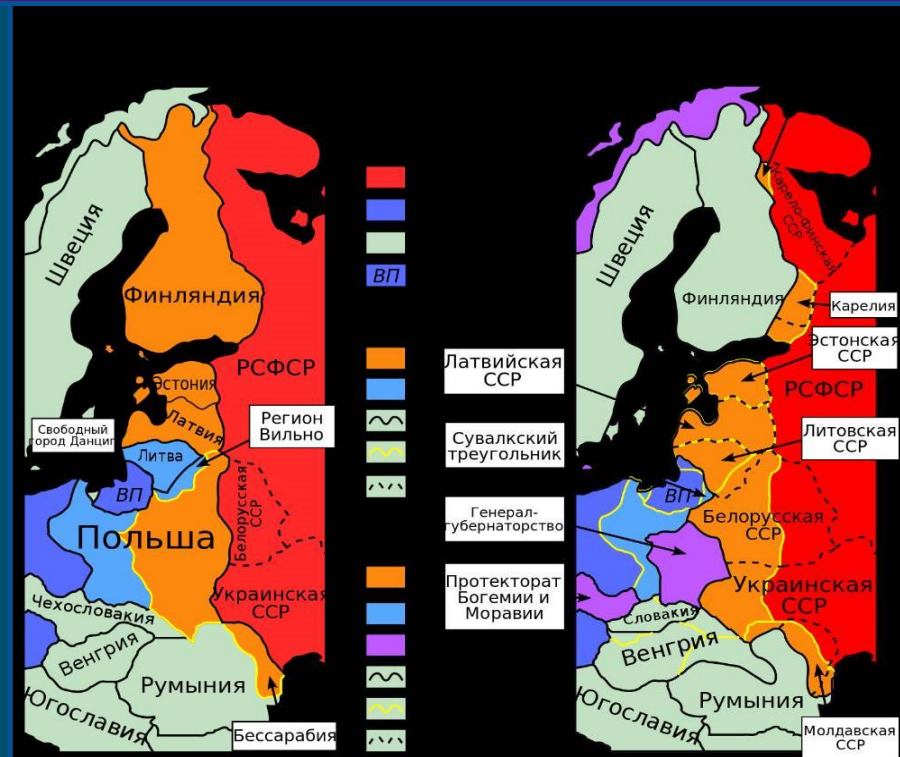 Швеция
Финляндия
РСФСР
Эстония
Латвия
Свободный
город Данциг
Регион
Вильно
Литва
ВП
Польша
Белорусская
ССР
Украинская
ССР
Чехословакия
Венгрия
Румыния
Югославия
Бессарабия
ВП
Латвийская
ССР
Сувалкский
треугольник
Генерал-
губернаторство
Протекторат
Богемии и
Моравии
Швеция
Карело-Финская
ССР
Финляндия
Карелия
Эстонская
ССР
РСФСР
Литовская
ССР
ВП
Белорусская
ССР
Украинская
ССР
Словакия
Венгрия
Румыния
Югославия
Молдавская
ССР